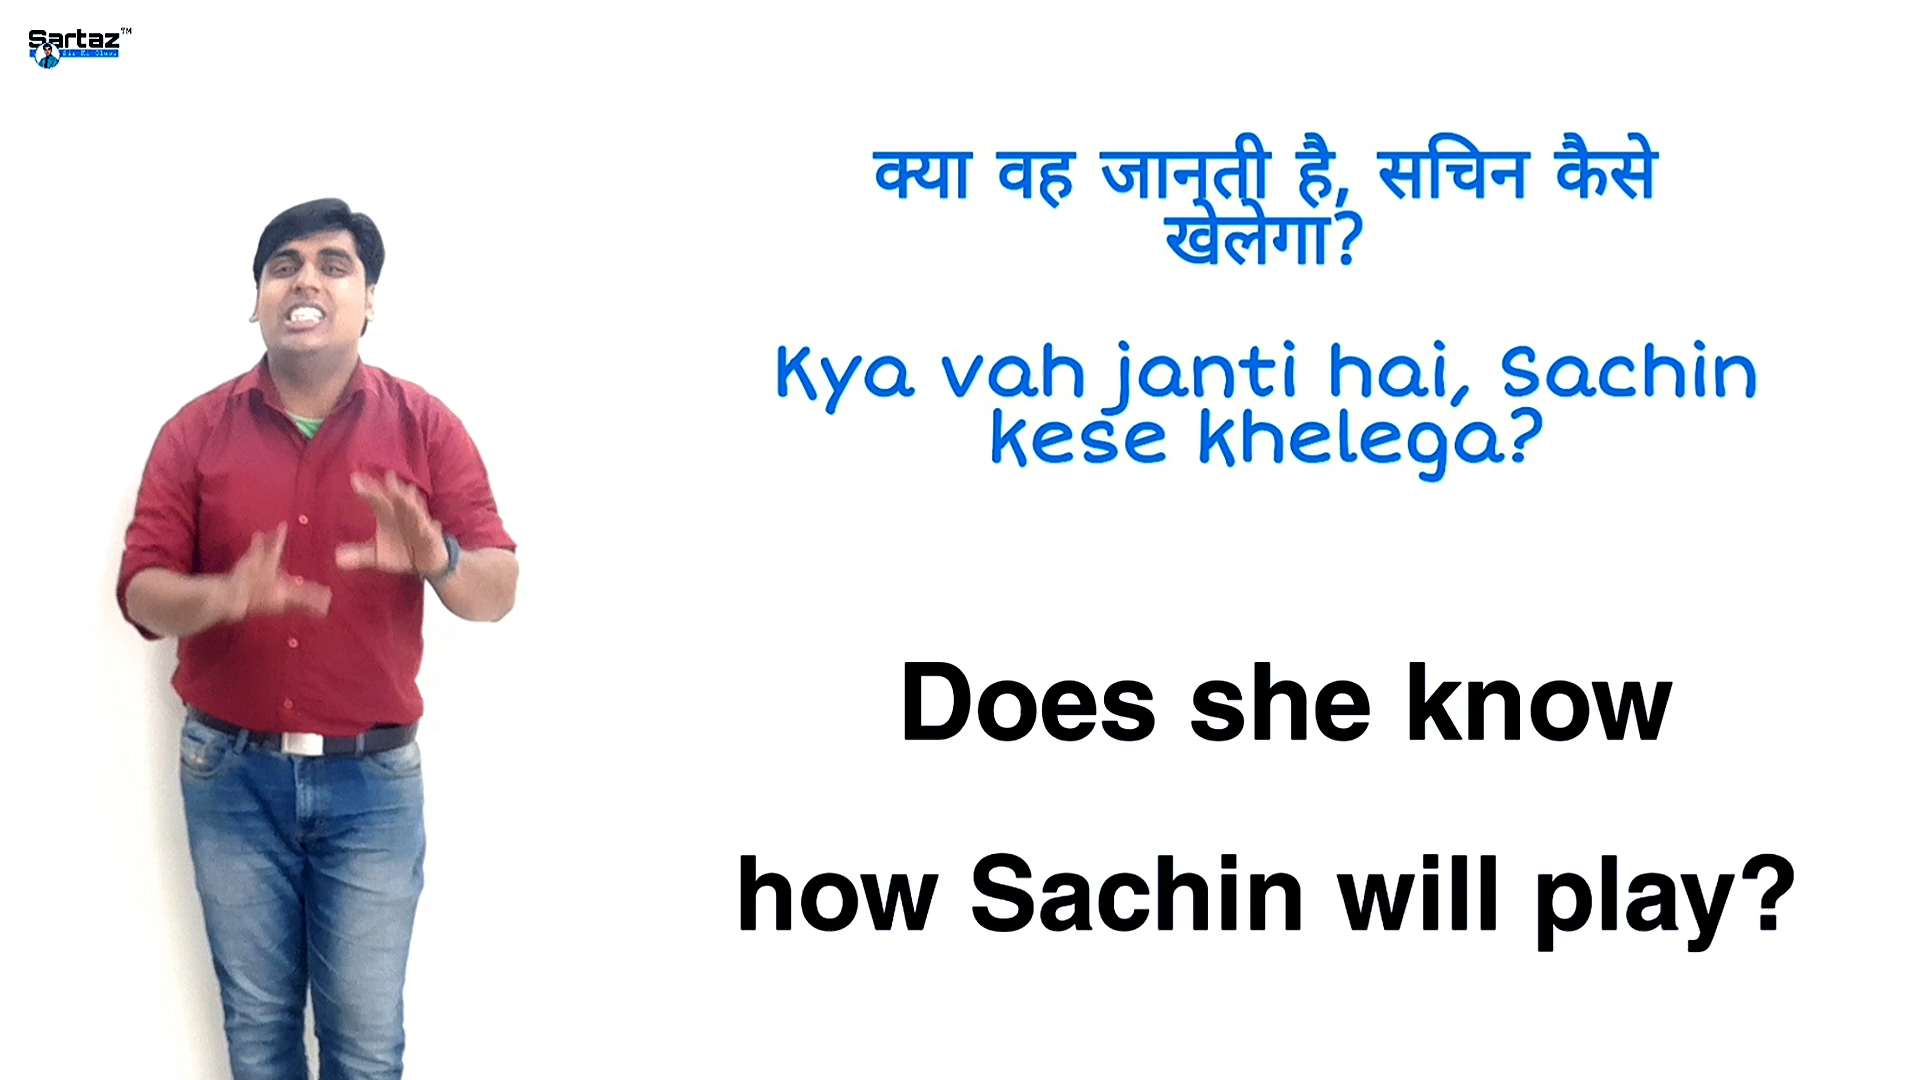 Sartaz™
क्या वह जानती है, सचिन कैसे
खेलेगा?
Kya vah janti hai, Sachin
kese khelega?
Does she know
how Sachin will play?